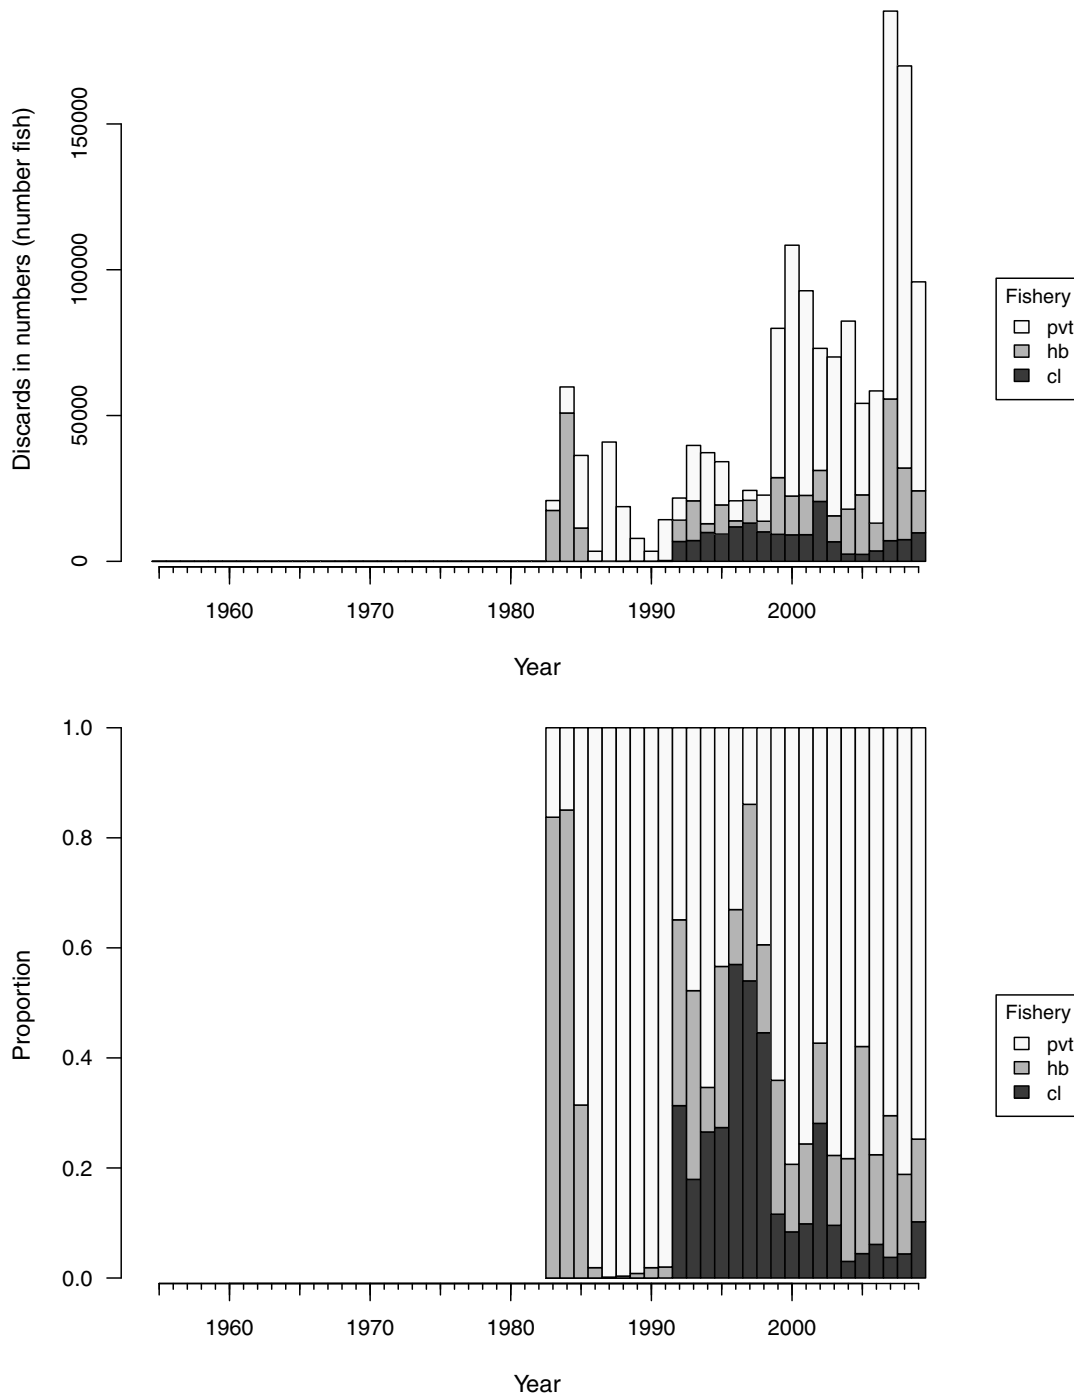 Discards in numbers (number fish)
150000
100000
50000
0
1960 1970 1980 1990 2000
Year
Fishery
pvt
hb
cl
Proportion
1.0
0.8
0.6
0.4
0.2
0.0
1960 1970 1980 1990 2000
Year
Fishery
pvt
hb
cl